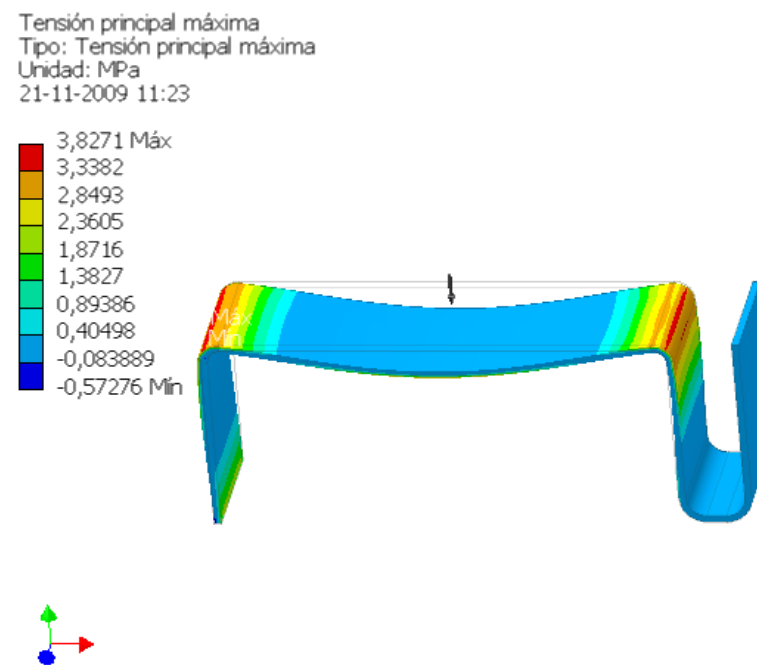 Tensión principal máxima
Tipo: Tensión principal máxima
Unidad: MPa
21-11-2009 11:23
3,8271 Máx
3,3382
2,8493
2,3605
1,8716
1,3827
0,89386
0,40498
-0,083889
-0,57276 Mín
Máx
Mín